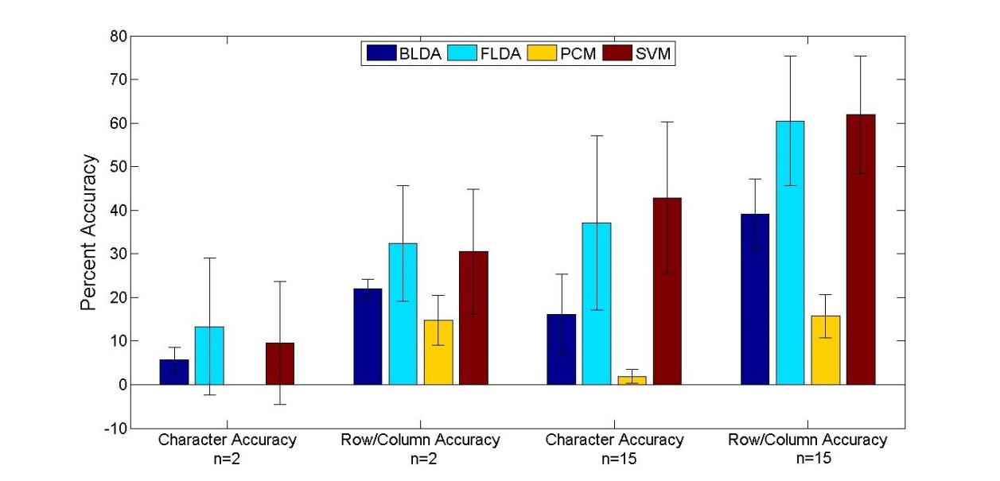 80
70
60
50
40
30
20
10
0
-10
Percent Accuracy
BLDA FLDA PCM SVM
Character Accuracy
n=2
Row/Column Accuracy
n=2
Character Accuracy
n=15
Row/Column Accuracy
n=15